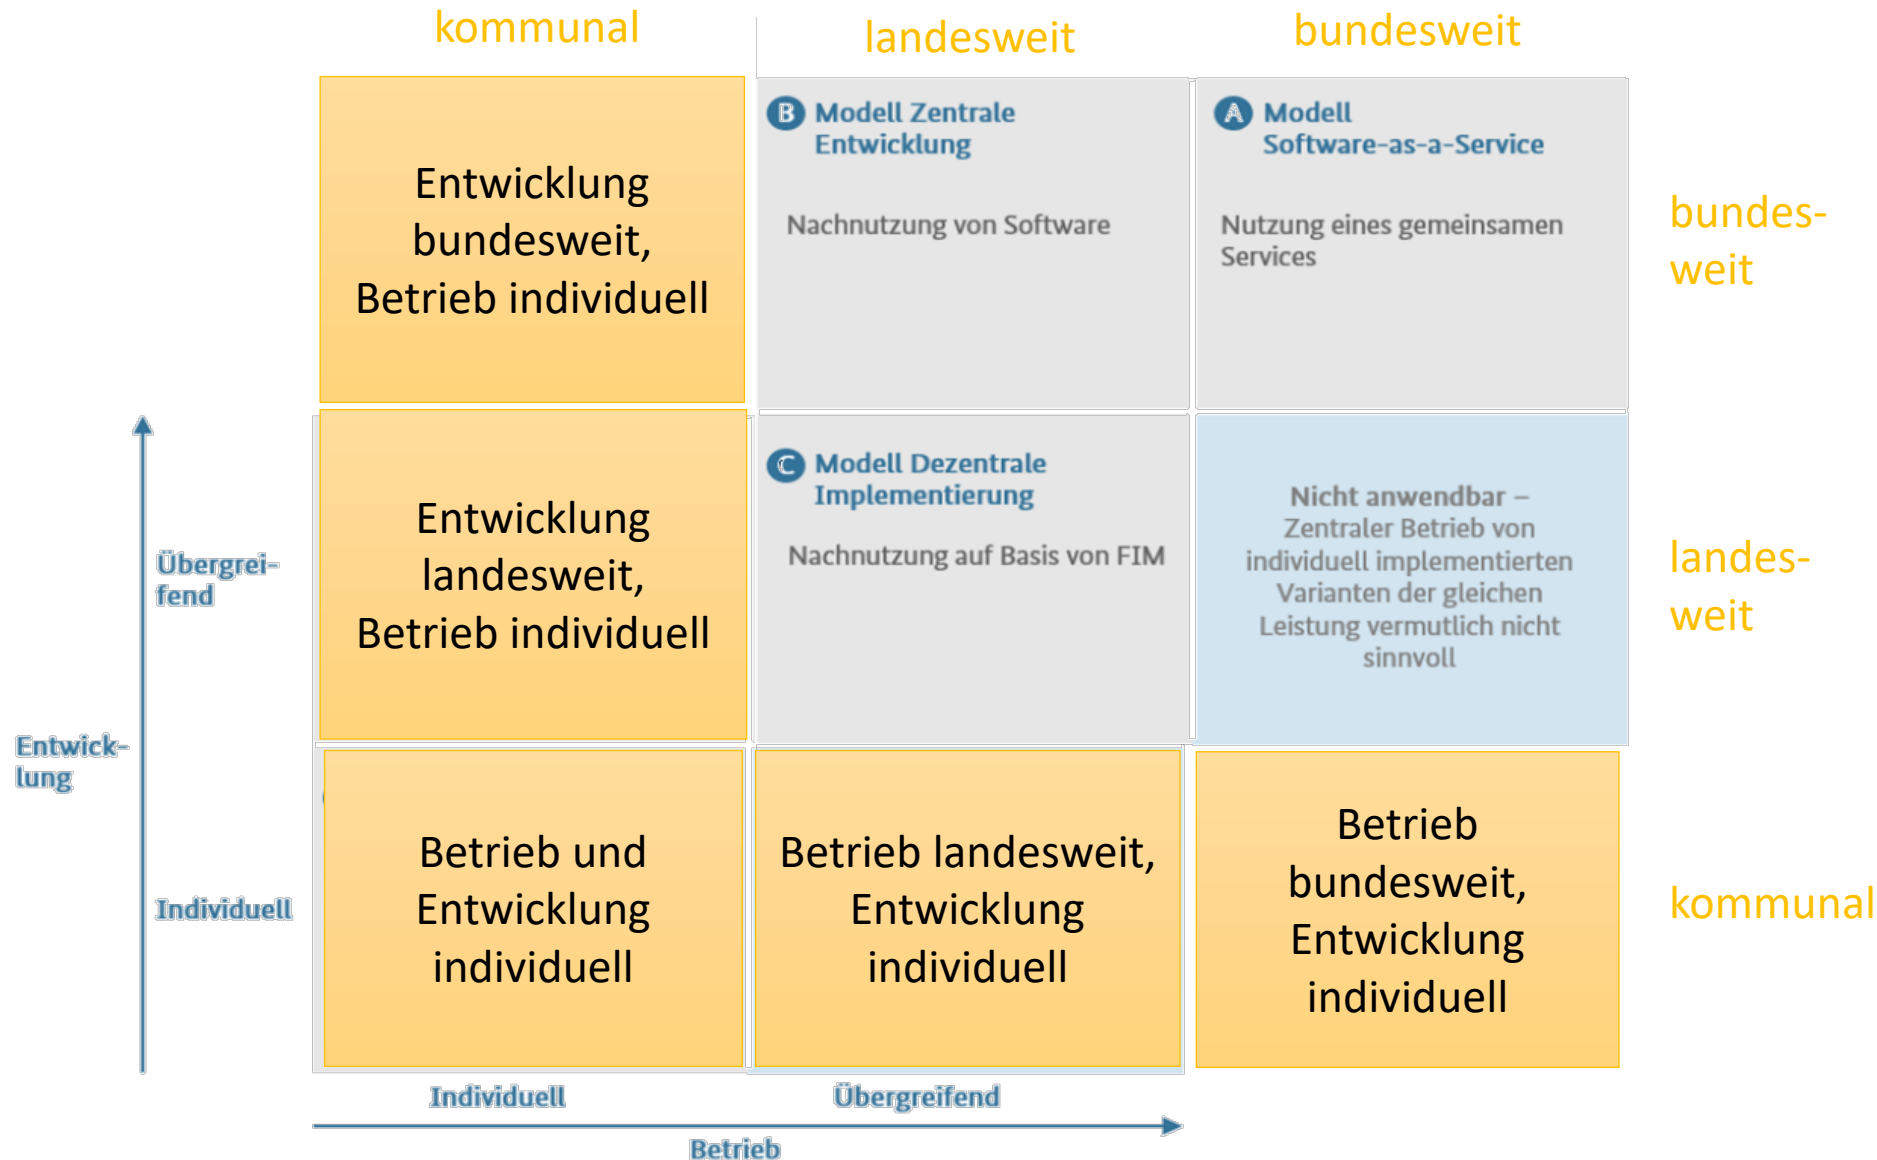 kommunal
landesweit
bundesweit
Entwicklung
bundesweit,
Betrieb individuell
B Modell Zentrale
Entwicklung
Nachnutzung von Software
A Modell
Software-as-a-Service
Nutzung eines gemeinsamen
Services
bundes-
weit
Entwicklung
landesweit,
Betrieb individuell
C Modell Dezentrale
Implementierung
Nachnutzung auf Basis von FIM
Nicht anwendbar –
Zentraler Betrieb von
individuell implementierten
Varianten der gleichen
Leistung vermutlich nicht
sinnvoll
landes-
weit
Übergrei-
fend
Entwick-
lung
Individuell
Betrieb und
Entwicklung
individuell
Betrieb landesweit,
Entwicklung
individuell
Betrieb
bundesweit,
Entwicklung
individuell
kommunal
Individuell
Übergreifend
Betrieb